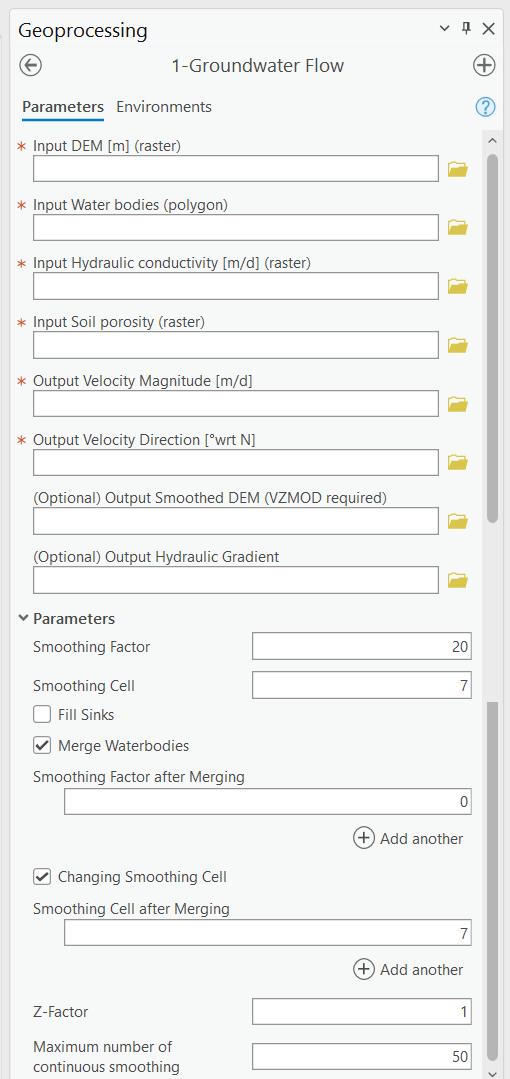 Geoprocessing
1-Groundwater Flow
Parameters Environments
?
* Input DEM [m] (raster)
* Input Water bodies (polygon)
* Input Hydraulic conductivity [m/d] (raster)
* Input Soil porosity (raster)
* Output Velocity Magnitude [m/d]
* Output Velocity Direction [°wrt N]
(Optional) Output Smoothed DEM (VZMOD required)
(Optional) Output Hydraulic Gradient
Parameters
Smoothing Factor 20
Smoothing Cell 7
Fill Sinks
Merge Waterbodies
Smoothing Factor after Merging
0
Add another
Changing Smoothing Cell
Smoothing Cell after Merging
7
Add another
Z-Factor 1
Maximum number of
continuous smoothing 50